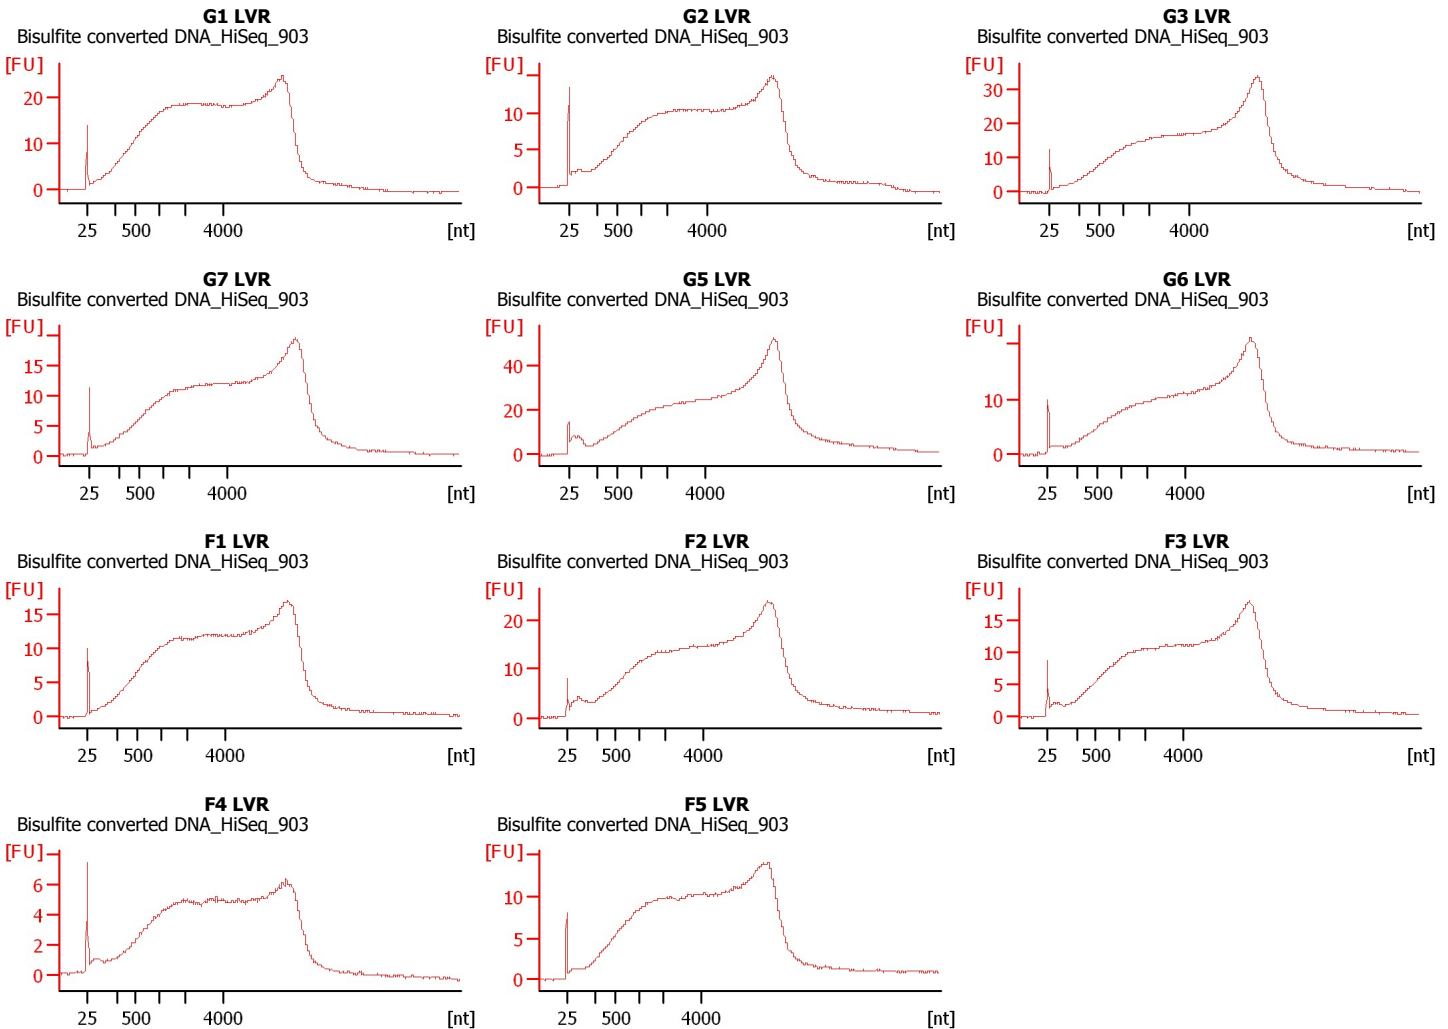 G1 LVR
Bisulfite converted DNA_HiSeq_903
[FU]
20
10
0
25 500 4000 [nt]
G2 LVR
Bisulfite converted DNA_HiSeq_903
[FU]
10
5
0
25 500 4000 [nt]
G3 LVR
Bisulfite converted DNA_HiSeq_903
[FU]
30
20
10
0
25 500 4000 [nt]
G7 LVR
Bisulfite converted DNA_HiSeq_903
[FU]
15
10
5
0
25 500 4000 [nt]
G5 LVR
Bisulfite converted DNA_HiSeq_903
[FU]
40
20
0
25 500 4000 [nt]
G6 LVR
Bisulfite converted DNA_HiSeq_903
[FU]
10
0
25 500 4000 [nt]
F1 LVR
Bisulfite converted DNA_HiSeq_903
[FU]
15
10
5
0
25 500 4000 [nt]
F2 LVR
Bisulfite converted DNA_HiSeq_903
[FU]
20
10
0
25 500 4000 [nt]
F3 LVR
Bisulfite converted DNA_HiSeq_903
[FU]
15
10
5
0
25 500 4000 [nt]
F4 LVR
Bisulfite converted DNA_HiSeq_903
[FU]
6
4
2
0
25 500 4000 [nt]
F5 LVR
Bisulfite converted DNA_HiSeq_903
[FU]
10
5
0
25 500 4000 [nt]